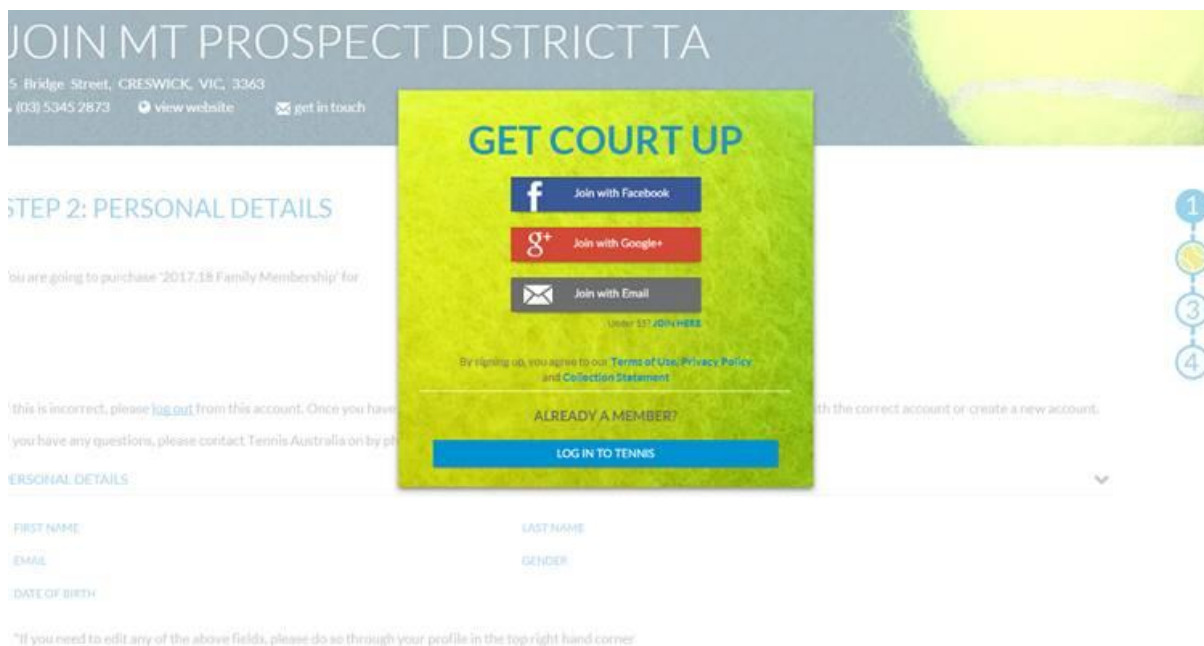 JOIN MT PROSPECT DISTRICT TA
5 Bridge Street, CRESWICK, VIC, 3363
(03) 5345 2873 view website get in touch
GET COURT UP
f Join with Facebook
g+ Join with Google+
Join with Email
Under 15? JOIN HERE
By signing up, you agree to our Terms of Use, Privacy Policy
and Collection Statement
ALREADY A MEMBER?
LOG IN TO TENNIS
STEP 2: PERSONAL DETAILS
1
3
4
You are going to purchase '2017.18 Family Membership' for
this is incorrect, please log out from this account. Once you have
th the correct account or create a new account.
you have any questions, please contact Tennis Australia on by ph
PERSONAL DETAILS
FIRST NAME LAST NAME
EMAIL GENDER
DATE OF BIRTH
*If you need to edit any of the above fields, please do so through your profile in the top right hand corner